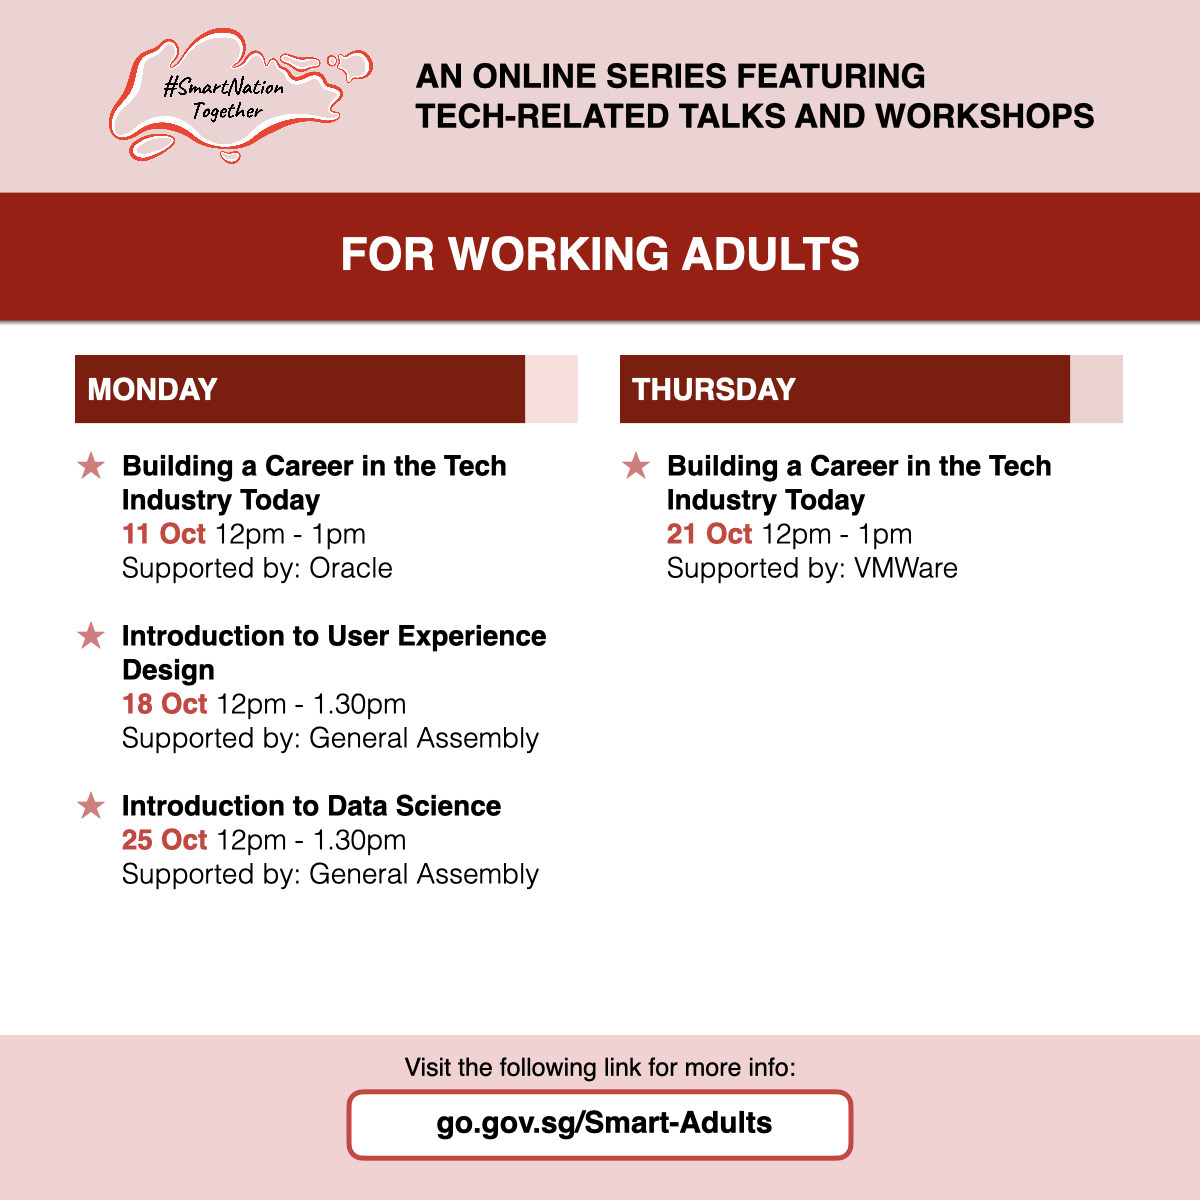 #SmartNation
Together
AN ONLINE SERIES FEATURING
TECH-RELATED TALKS AND WORKSHOPS
FOR WORKING ADULTS
MONDAY
Building a Career in the Tech
Industry Today
11 Oct 12pm - 1pm
Supported by: Oracle
Introduction to User Experience
Design
18 Oct 12pm - 1.30pm
Supported by: General Assembly
Introduction to Data Science
25 Oct 12pm - 1.30pm
Supported by: General Assembly
THURSDAY
Building a Career in the Tech
Industry Today
21 Oct 12pm - 1pm
Supported by: VMWare
Visit the following link for more info:
go.gov.sg/Smart-Adults